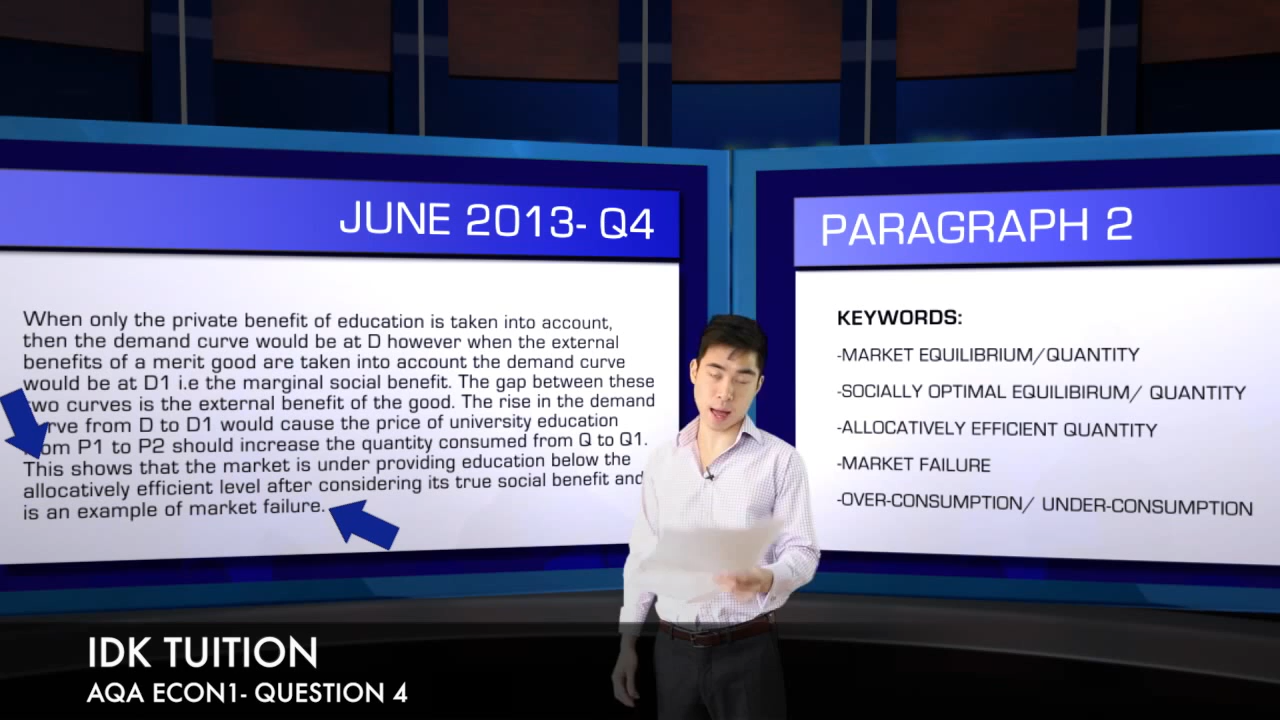 JUNE 2013- Q4
When only the private benefit of education is taken into account,
then the demand curve would be at D however when the external
benefits of a merit good are taken into account the demand curve
would be at D1 i.e the marginal social benefit. The gap between these
two curves is the external benefit of the good. The rise in the demand
curve from D to D1 would cause the price of university education
from P1 to P2 should increase the quantity consumed from Q to Q1.
This shows that the market is under providing education below the
allocatively efficient level after considering its true social benefit and
is an example of market failure.
PARAGRAPH 2
KEYWORDS:
-MARKET EQUILIBRIUM/QUANTITY
-SOCIALLY OPTIMAL EQUILIBIRUM/ QUANTITY
-ALLOCATIVELY EFFICIENT QUANTITY
-MARKET FAILURE
-OVER-CONSUMPTION/ UNDER-CONSUMPTION
IDK TUITION
AQA ECON1- QUESTION 4